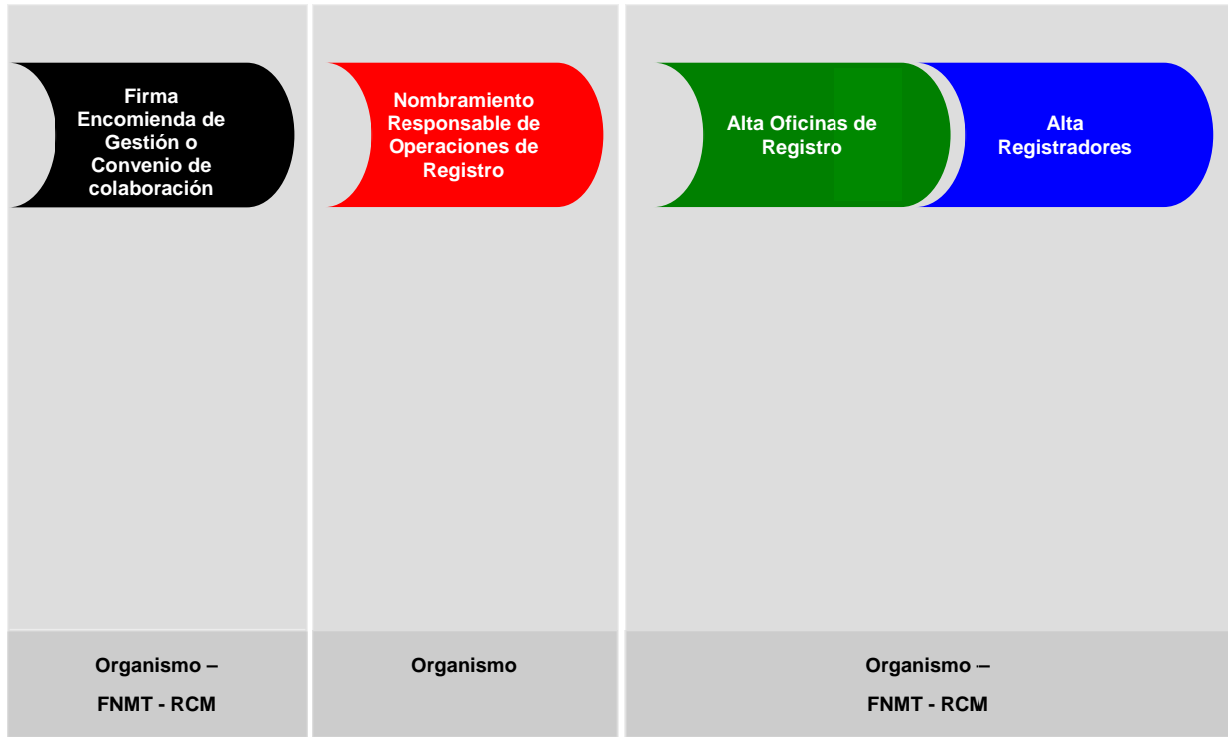 Firma
Encomienda de
Gestión o
Convenio de
colaboración
Nombramiento
Responsable de
Operaciones de
Registro
Alta Oficinas de
Registro
Alta
Registradores
Organismo –
FNMT - RCM
Organismo
Organismo –
FNMT - RCM